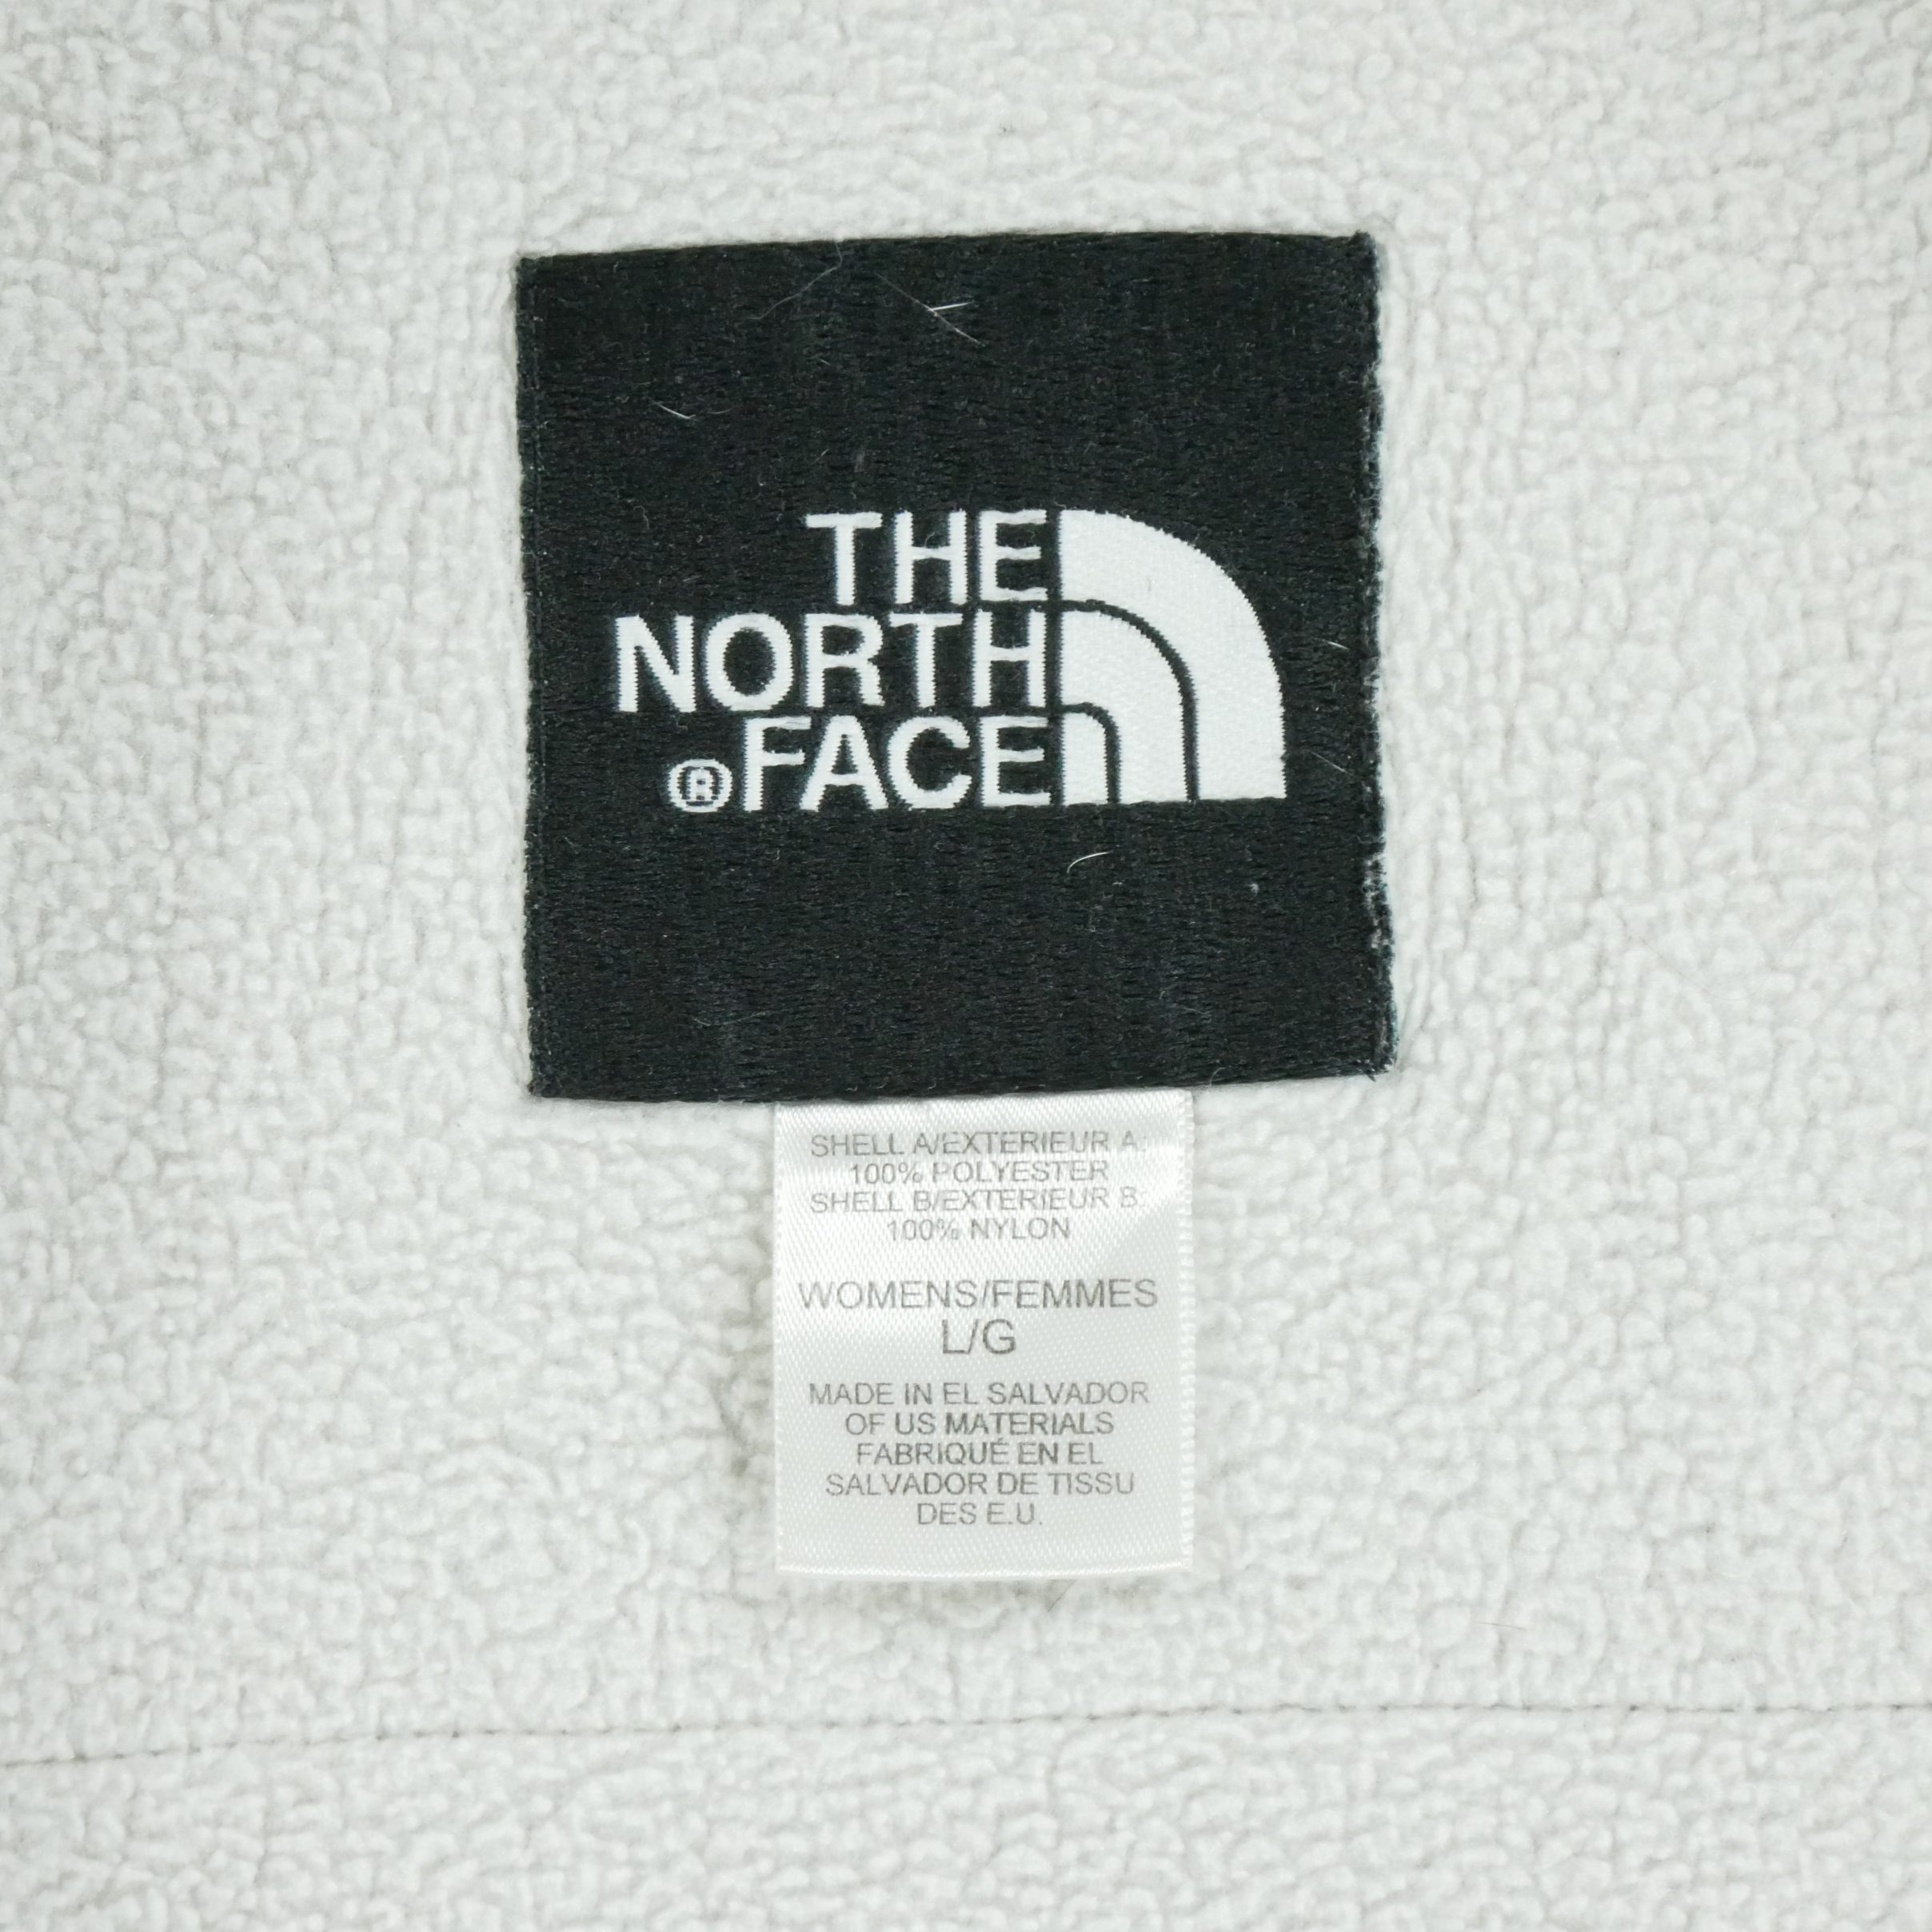 THE
NORTH
®FACE
SHELL A/EXTERIEUR A:
100% POLYESTER
SHELL B/EXTERIEUR B:
100% NYLON
WOMENS/FEMMES
L/G
MADE IN EL SALVADOR
OF US MATERIALS
FABRIQUÉ EN EL
SALVADOR DE TISSU
DES E.U.